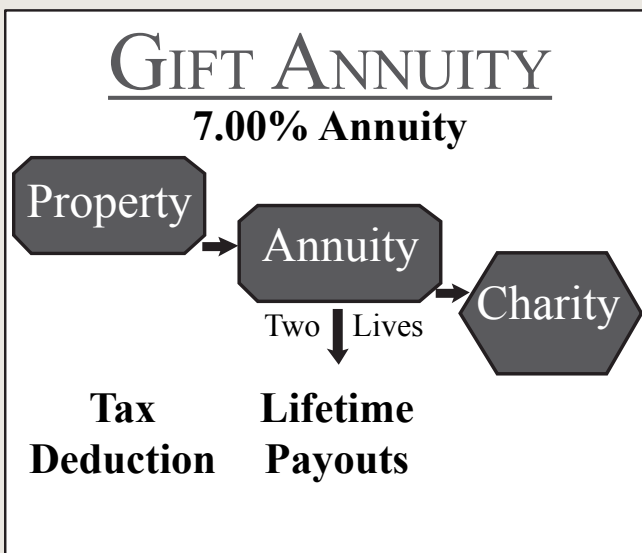 GIFT ANNUITY
7.00% Annuity
Property
Annuity
Charity
Two Lives
Tax
Deduction
Lifetime
Payouts